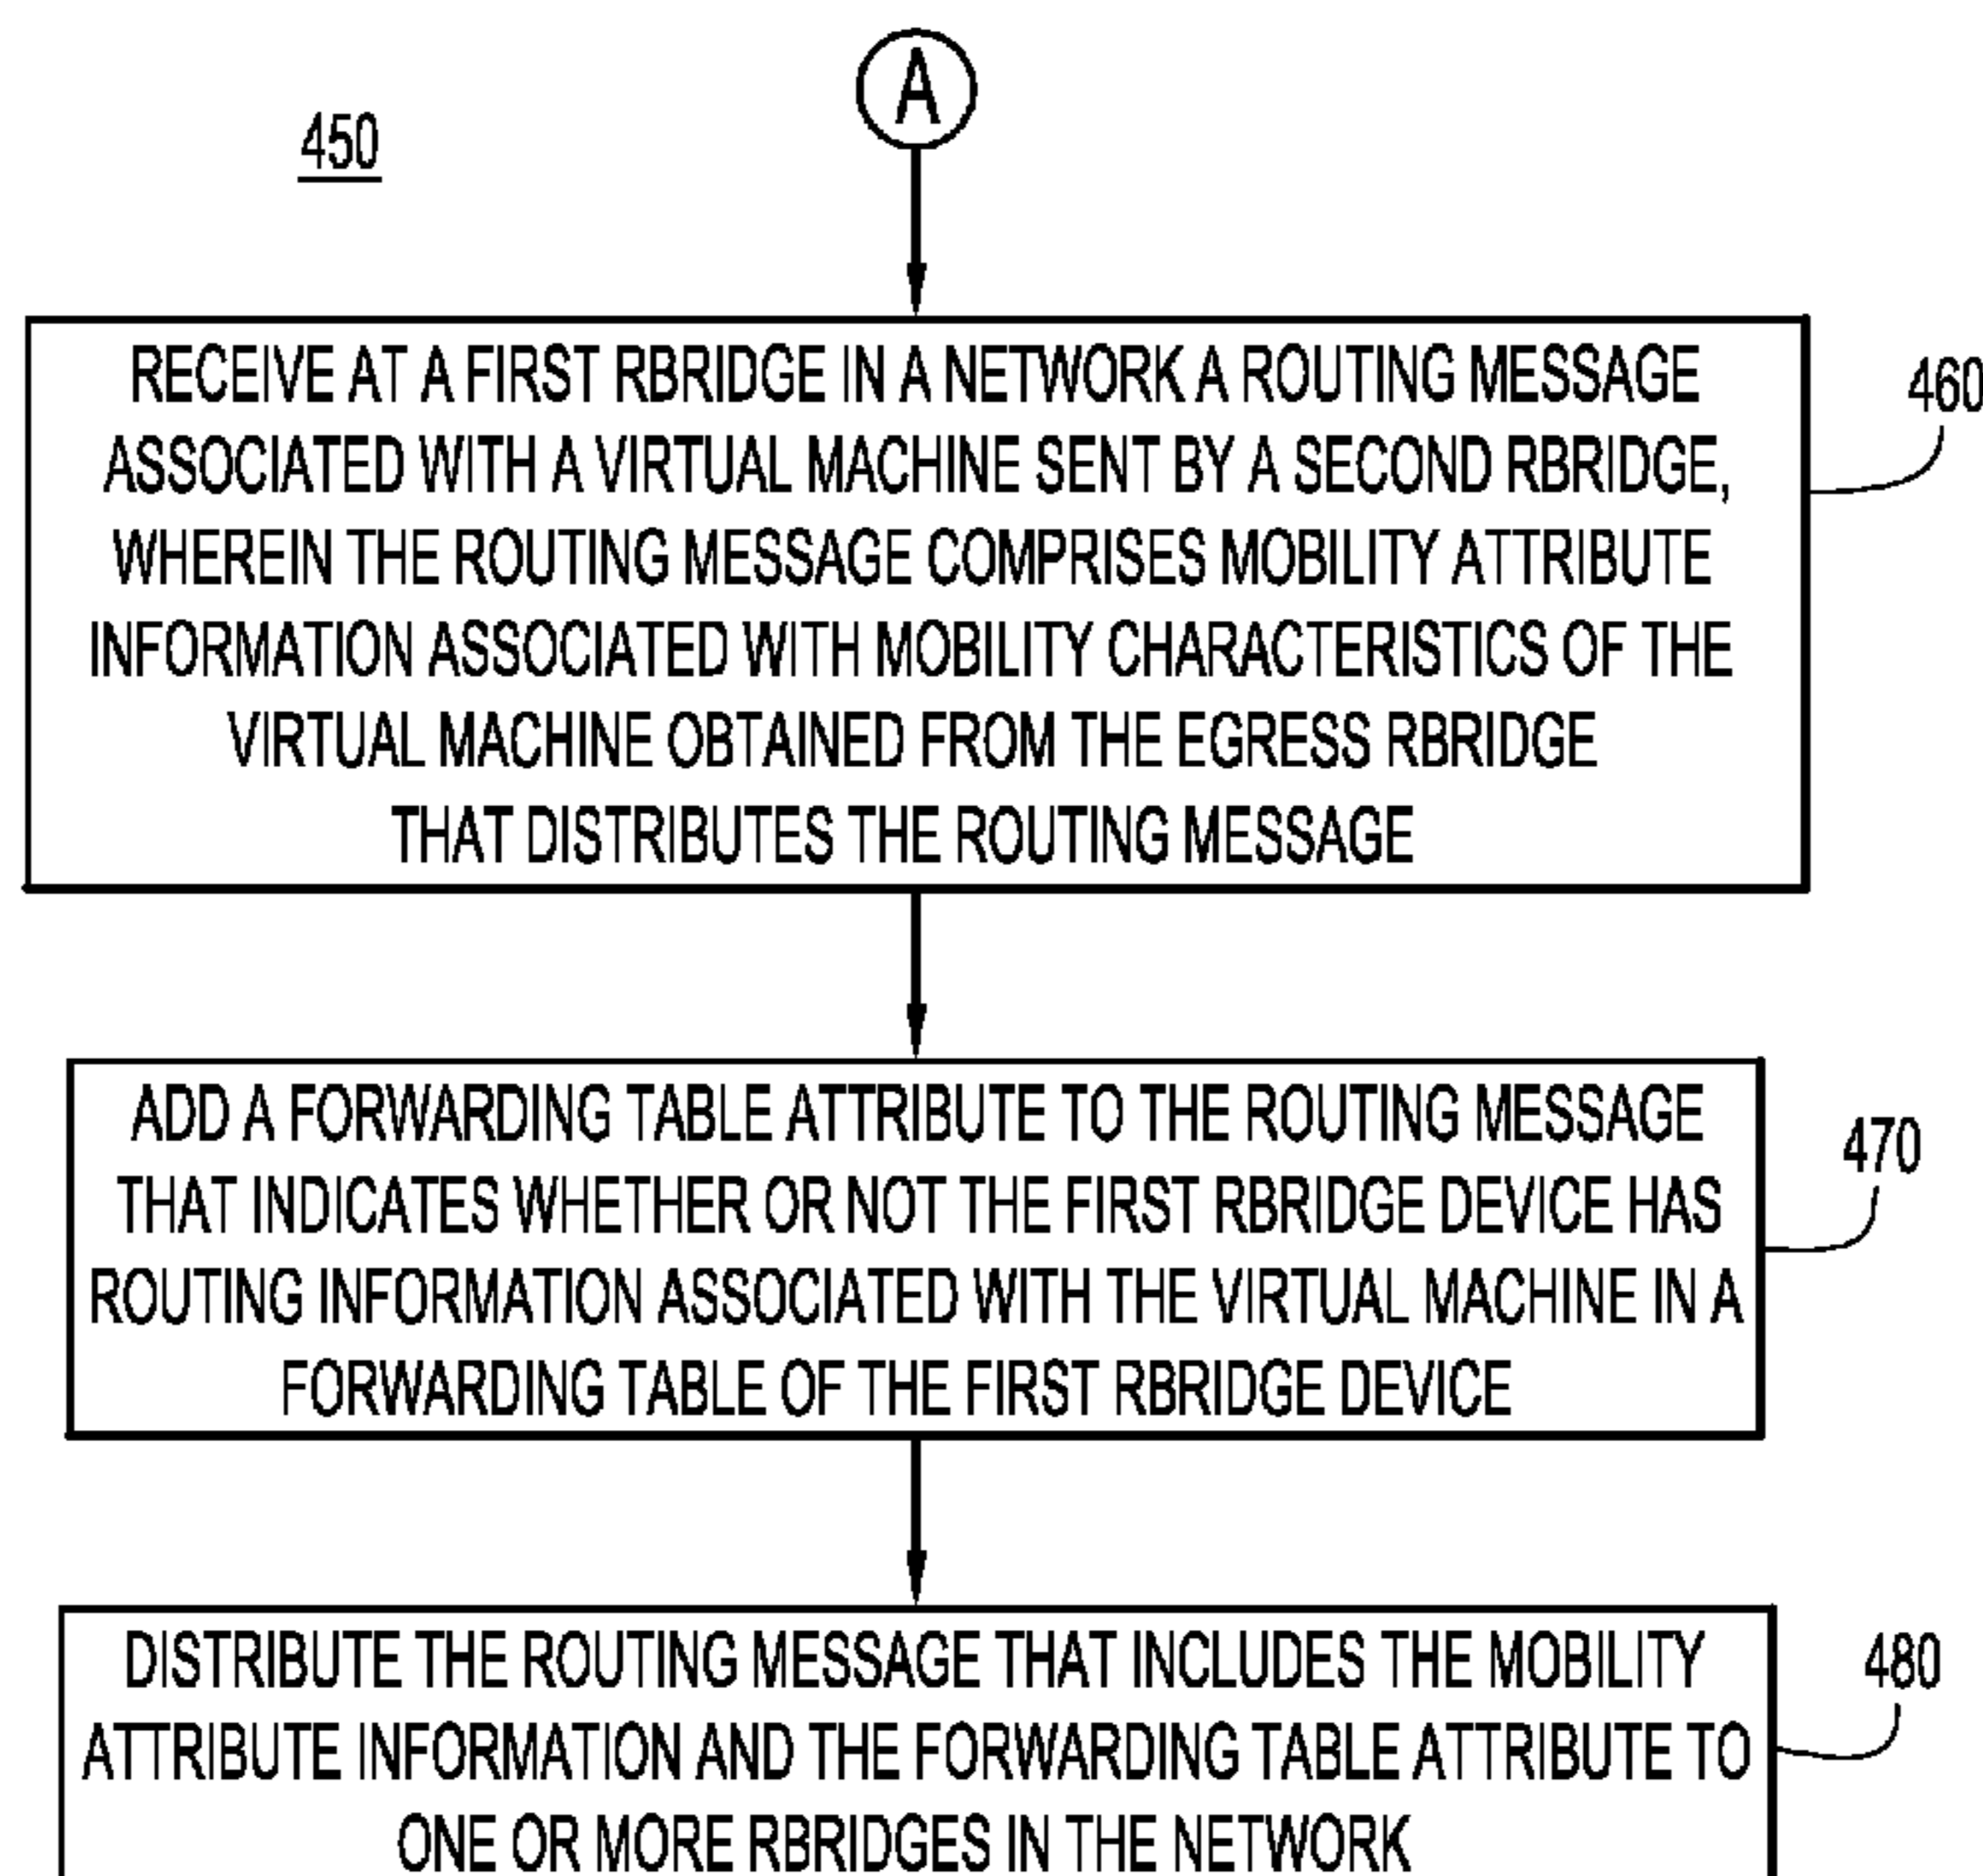 A
450
RECEIVE AT A FIRST RBRIDGE IN A NETWORK A ROUTING MESSAGE
ASSOCIATED WITH A VIRTUAL MACHINE SENT BY A SECOND RBRIDGE,
WHEREIN THE ROUTING MESSAGE COMPRISES MOBILITY ATTRIBUTE
INFORMATION ASSOCIATED WITH MOBILITY CHARACTERISTICS OF THE
VIRTUAL MACHINE OBTAINED FROM THE EGRESS RBRIDGE
THAT DISTRIBUTES THE ROUTING MESSAGE
460
ADD A FORWARDING TABLE ATTRIBUTE TO THE ROUTING MESSAGE
THAT INDICATES WHETHER OR NOT THE FIRST RBRIDGE DEVICE HAS
ROUTING INFORMATION ASSOCIATED WITH THE VIRTUAL MACHINE IN A
FORWARDING TABLE OF THE FIRST RBRIDGE DEVICE
470
DISTRIBUTE THE ROUTING MESSAGE THAT INCLUDES THE MOBILITY
ATTRIBUTE INFORMATION AND THE FORWARDING TABLE ATTRIBUTE TO
ONE OR MORE RBRIDGES IN THE NETWORK
480